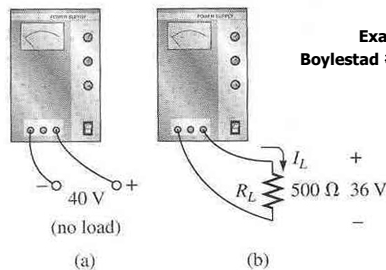 POWER SUPPLY
POWER SUPPLY
Exa
Boylestad
− 40 V +
(no load)
I_L
+
R_L 500 Ω 36 V
−
(a)
(b)